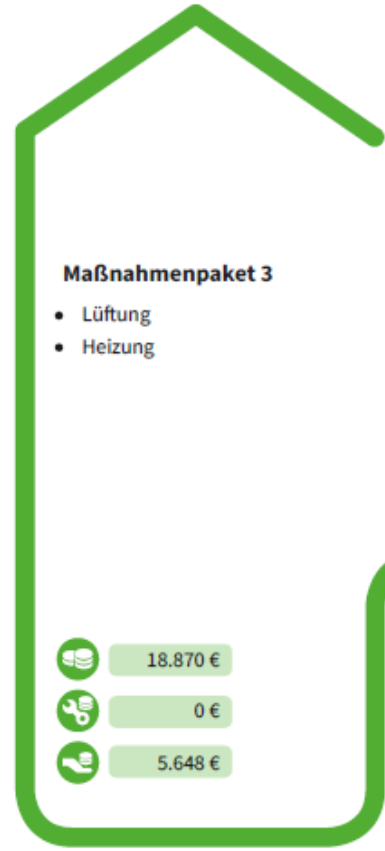 Maßnahmenpaket 3
• Lüftung
• Heizung
18.870 €
0 €
5.648 €